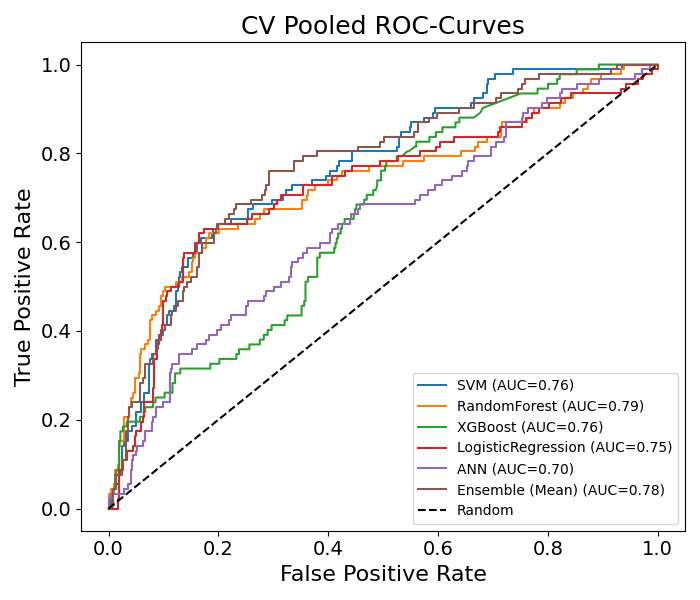 CV Pooled ROC-Curves
True Positive Rate
1.0
0.8
0.6
0.4
0.2
0.0
SVM (AUC=0.76)
RandomForest (AUC=0.79)
XGBoost (AUC=0.76)
LogisticRegression (AUC=0.75)
ANN (AUC=0.70)
Ensemble (Mean) (AUC=0.78)
Random
0.0 0.2 0.4 0.6 0.8 1.0
False Positive Rate